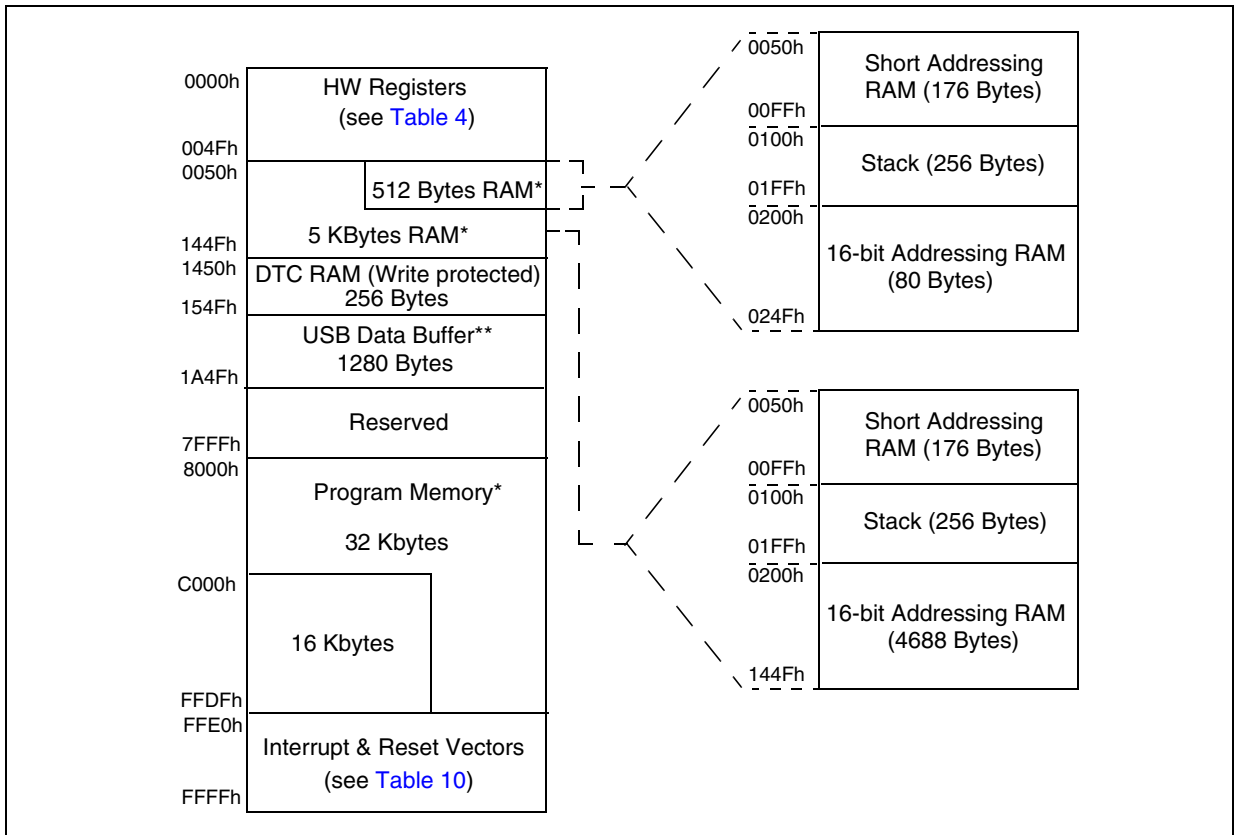 0000h
HW Registers
(see Table 4)
004Fh
0050h
512 Bytes RAM*
5 KBytes RAM*
144Fh
1450h
DTC RAM (Write protected)
256 Bytes
154Fh
USB Data Buffer**
1280 Bytes
1A4Fh
Reserved
7FFFh
8000h
Program Memory*
32 Kbytes
C000h
16 Kbytes
FFDFh
FFE0h
Interrupt & Reset Vectors
(see Table 10)
FFFFh
0050h
Short Addressing
RAM (176 Bytes)
00FFh
0100h
Stack (256 Bytes)
01FFh
0200h
16-bit Addressing RAM
(80 Bytes)
024Fh
0050h
Short Addressing
RAM (176 Bytes)
00FFh
0100h
Stack (256 Bytes)
01FFh
0200h
16-bit Addressing RAM
(4688 Bytes)
144Fh